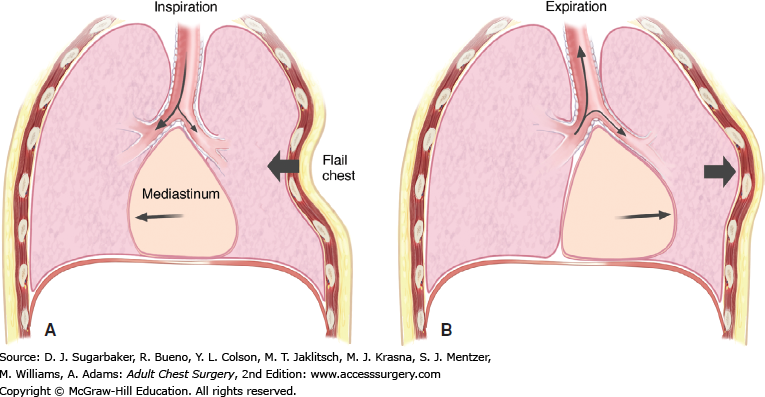 Inspiration
Expiration
Flail
chest
Mediastinum
A
B
Source: D. J. Sugarbaker, R. Bueno, Y. L. Colson, M. T. Jaklitsch, M. J. Krasna, S. J. Mentzer,
M. Williams, A. Adams: Adult Chest Surgery, 2nd Edition: www.accesssurgery.com
Copyright © McGraw-Hill Education. All rights reserved.